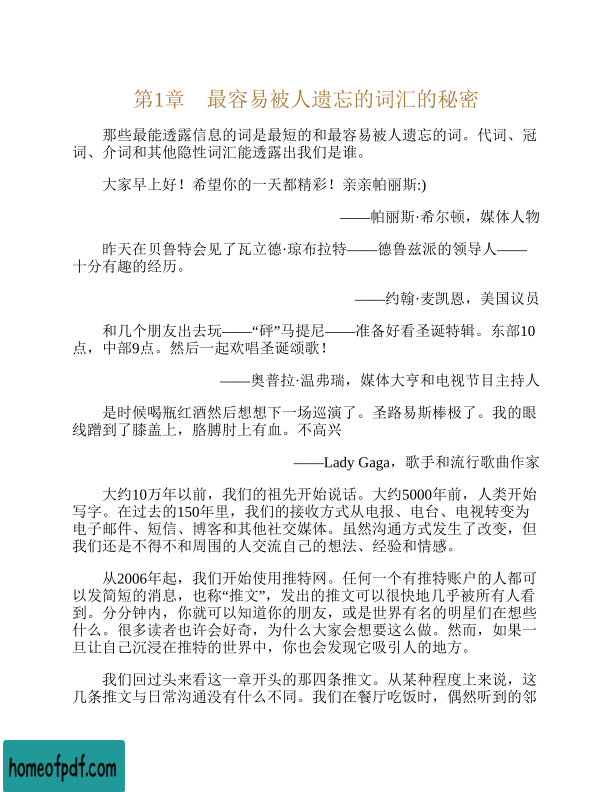 第1章　最容易被人遗忘的词汇的秘密
那些最能透露信息的词是最短的和最容易被人遗忘的词。代词、冠
词、介词和其他隐性词汇能透露出我们是谁。
大家早上好！希望你的一天都精彩！亲亲帕丽斯:)
——帕丽斯·希尔顿，媒体人物
昨天在贝鲁特会见了瓦立德·琼布拉特——德鲁兹派的领导人——
十分有趣的经历。
——约翰·麦凯恩，美国议员
和几个朋友出去玩——“砰”马提尼——准备好看圣诞特辑。东部10
点，中部9点。然后一起欢唱圣诞颂歌！
——奥普拉·温弗瑞，媒体大亨和电视节目主持人
是时候喝瓶红酒然后想想下一场巡演了。圣路易斯棒极了。我的眼
线蹭到了膝盖上，胳膊肘上有血。不高兴
——Lady Gaga，歌手和流行歌曲作家
大约10万年以前，我们的祖先开始说话。大约5000年前，人类开始
写字。在过去的150年里，我们的接收方式从电报、电台、电视转变为
电子邮件、短信、博客和其他社交媒体。虽然沟通方式发生了改变，但
我们还是不得不和周围的人交流自己的想法、经验和情感。
从2006年起，我们开始使用推特网。任何一个有推特账户的人都可
以发简短的消息，也称“推文”，发出的推文可以很快地几乎被所有人看
到。分分钟内，你就可以知道你的朋友，或是世界有名的明星们在想些
什么。很多读者也许会好奇，为什么大家会想要这么做。然而，如果一
旦让自己沉浸在推特的世界中，你也会发现它吸引人的地方。
我们回过头来看这一章开头的那四条推文。从某种程度上来说，这
几条推文与日常沟通没有什么不同。我们在餐厅吃饭时，偶然听到的邻
homeofpdf.com